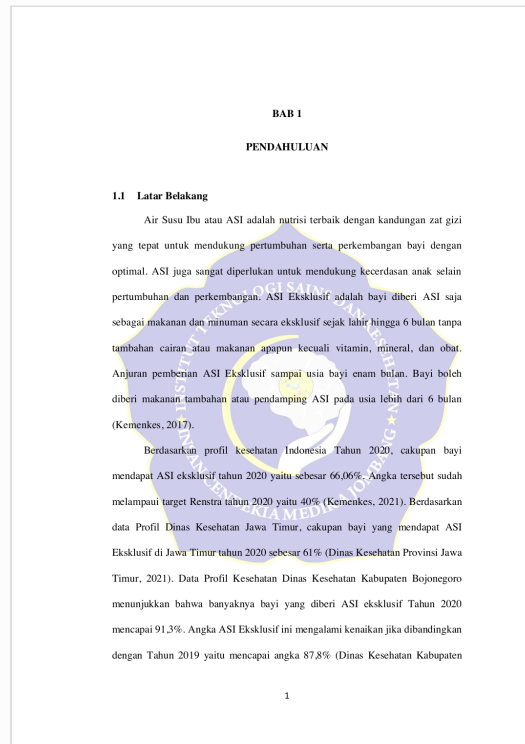 BAB 1
PENDAHULUAN
1.1 Latar Belakang
Air Susu Ibu atau ASI adalah nutrisi terbaik dengan kandungan zat gizi
yang tepat untuk mendukung pertumbuhan serta perkembangan bayi dengan
optimal. ASI juga sangat diperlukan untuk mendukung kecerdasan anak selain
pertumbuhan dan perkembangan. ASI Eksklusif adalah bayi diberi ASI saja
sebagai makanan dan minuman secara eksklusif sejak lahir hingga 6 bulan tanpa
tambahan cairan atau makanan apapun kecuali vitamin, mineral, dan obat.
Anjuran pemberian ASI Eksklusif sampai usia bayi enam bulan. Bayi boleh
diberi makanan tambahan atau pendamping ASI pada usia lebih dari 6 bulan
(Kemenkes, 2017).
Berdasarkan profil kesehatan Indonesia Tahun 2020, cakupan bayi
mendapat ASI eksklusif tahun 2020 yaitu sebesar 66,06%. Angka tersebut sudah
melampaui target Renstra tahun 2020 yaitu 40% (Kemenkes, 2021). Berdasarkan
data Profil Dinas Kesehatan Jawa Timur, cakupan bayi yang mendapat ASI
Eksklusif di Jawa Timur tahun 2020 sebesar 61% (Dinas Kesehatan Provinsi Jawa
Timur, 2021). Data Profil Kesehatan Dinas Kesehatan Kabupaten Bojonegoro
menunjukkan bahwa banyaknya bayi yang diberi ASI eksklusif Tahun 2020
mencapai 91,3%. Angka ASI Eksklusif ini mengalami kenaikan jika dibandingkan
dengan Tahun 2019 yaitu mencapai angka 87,8% (Dinas Kesehatan Kabupaten
1
INSTITUT TEKNOLOGI SAINS DAN KESEHATAN
INSAN CENDEKIA MEDIKA JOMBANG